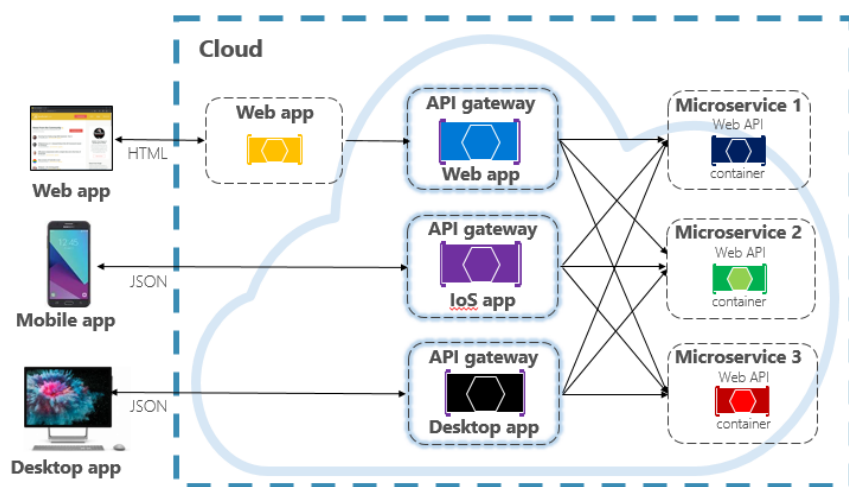 Cloud
Web app
HTML
Web app
API gateway
Web app
Microservice 1
Web API
container
Mobile app
JSON
API gateway
IoS app
Microservice 2
Web API
container
Desktop app
JSON
API gateway
Desktop app
Microservice 3
Web API
container